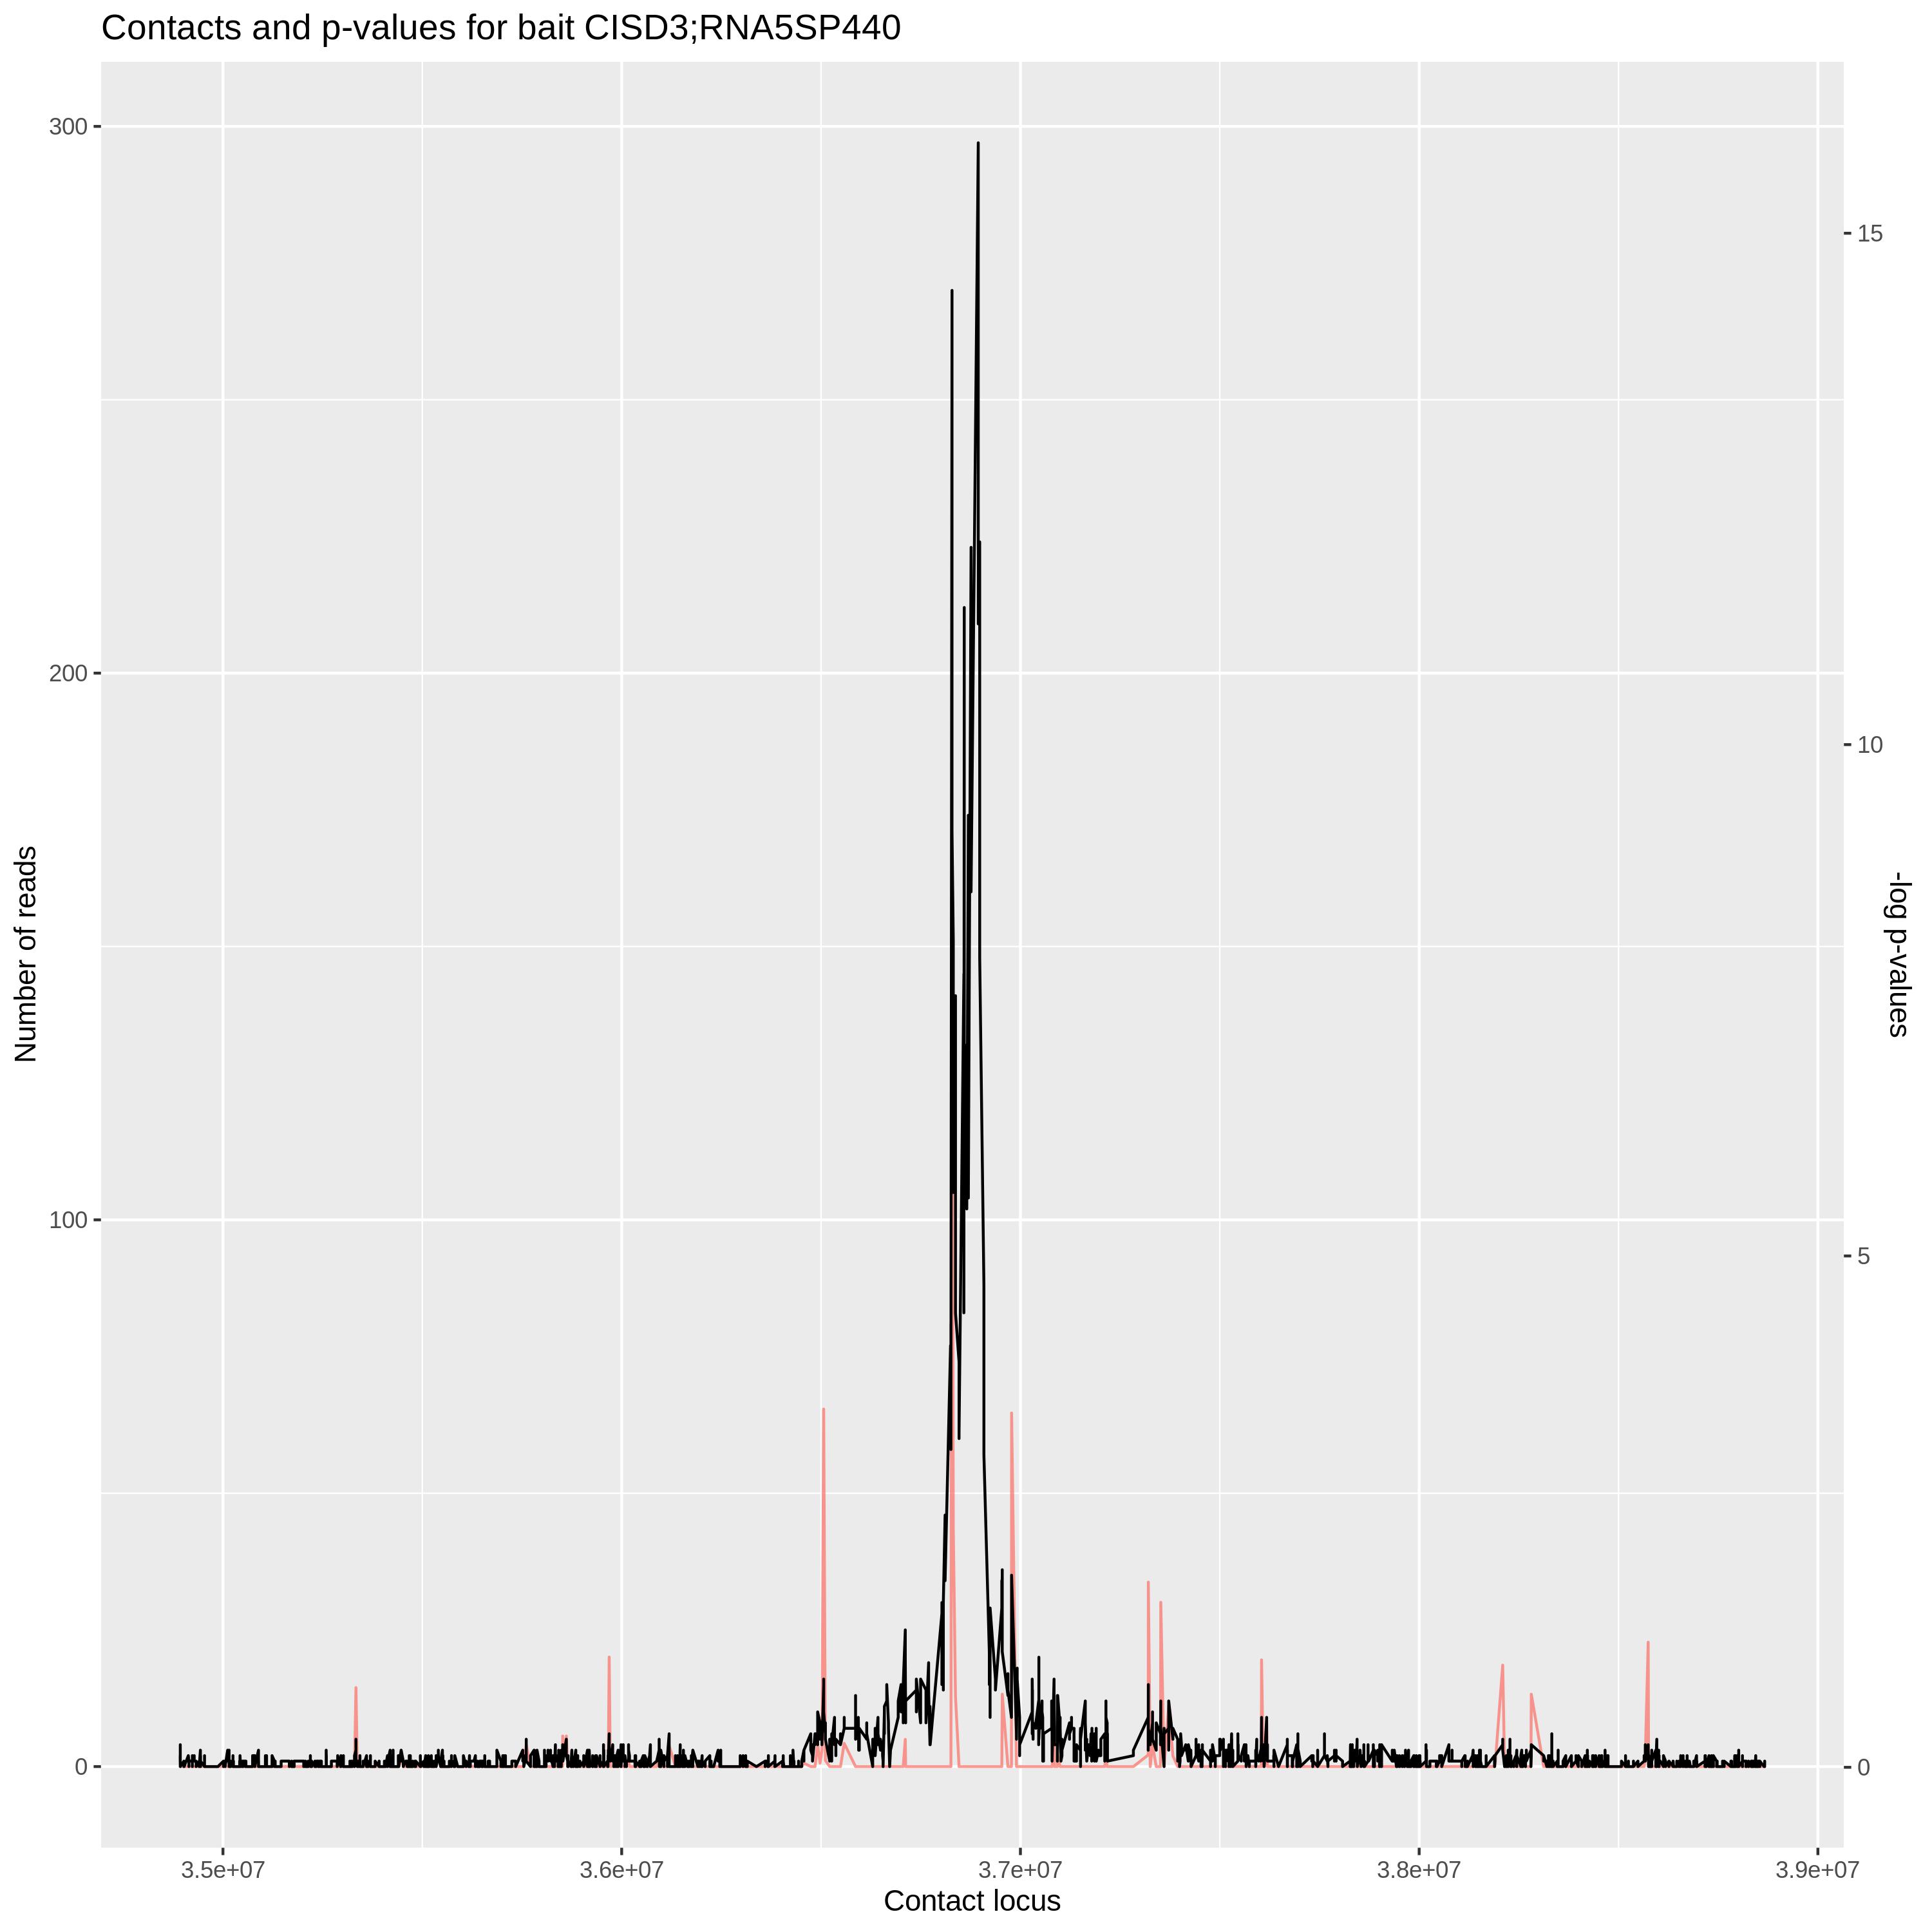 Contacts and p-values for bait CISD3;RNA5SP440
300
200
100
0
Number of reads
15
10
5
0
-log p-values
3.5e+07
3.6e+07
3.7e+07
3.8e+07
3.9e+07
Contact locus